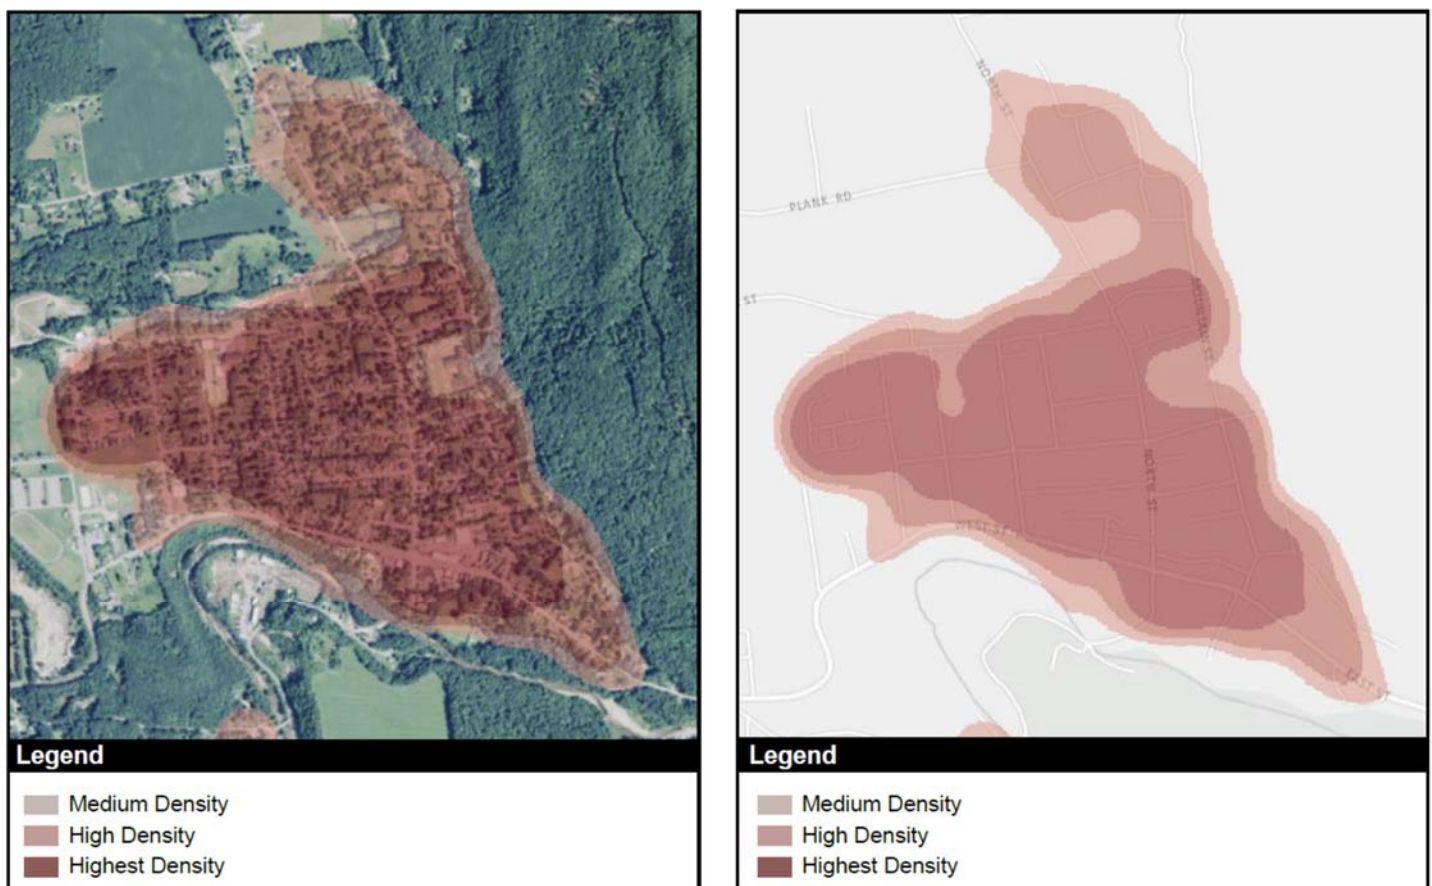 NORTH ST
PLANK RD
ST
MOUNTAIN ST
NORTH ST
WEST ST
EAST ST
Legend
Medium Density
High Density
Highest Density
Legend
Medium Density
High Density
Highest Density